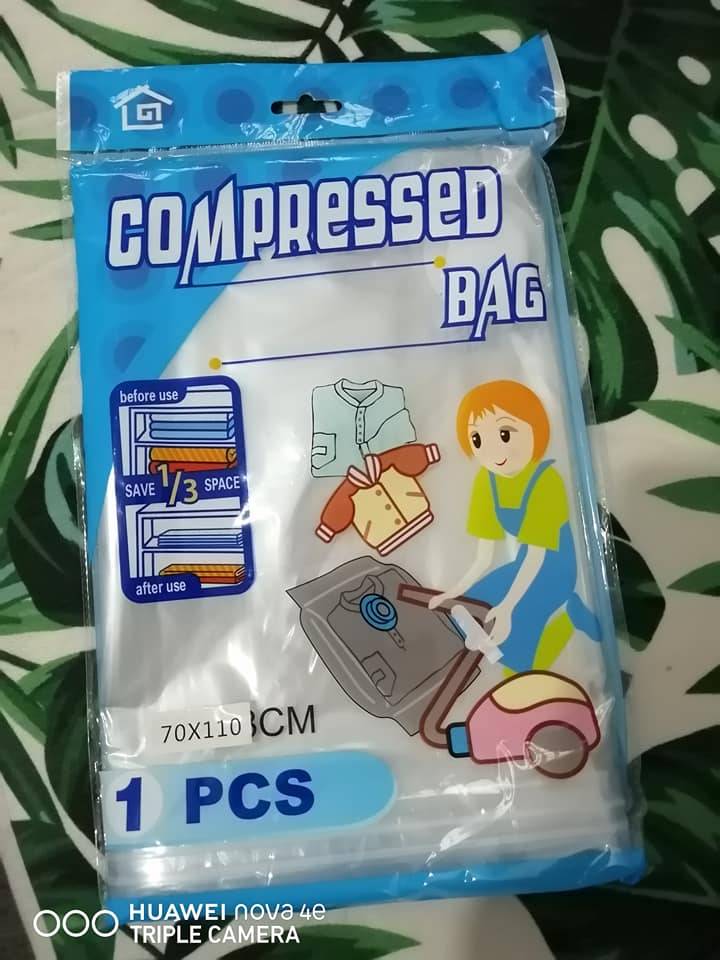 COMPRESSED
BAG
before use
SAVE 1/3 SPACE
after use
70X110 CM
1 PCS
HUAWEI nova 4e
TRIPLE CAMERA